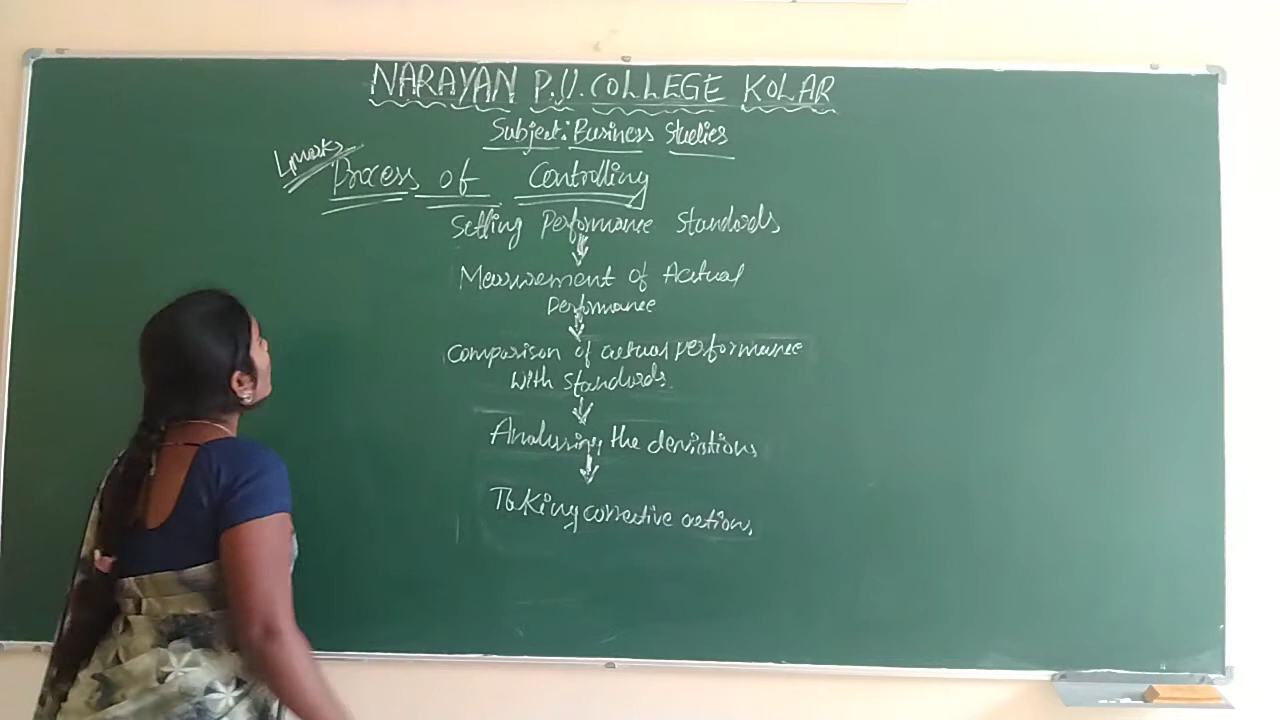 NARAYAN P.U. COLLEGE KOLAR
Subject: Business Studies
4marks
Process of Controlling
Setting Performance Standards
Measurement of Actual
Performance
Comparison of actual performance
with standards.
Analysing the deviations
Taking corrective action.